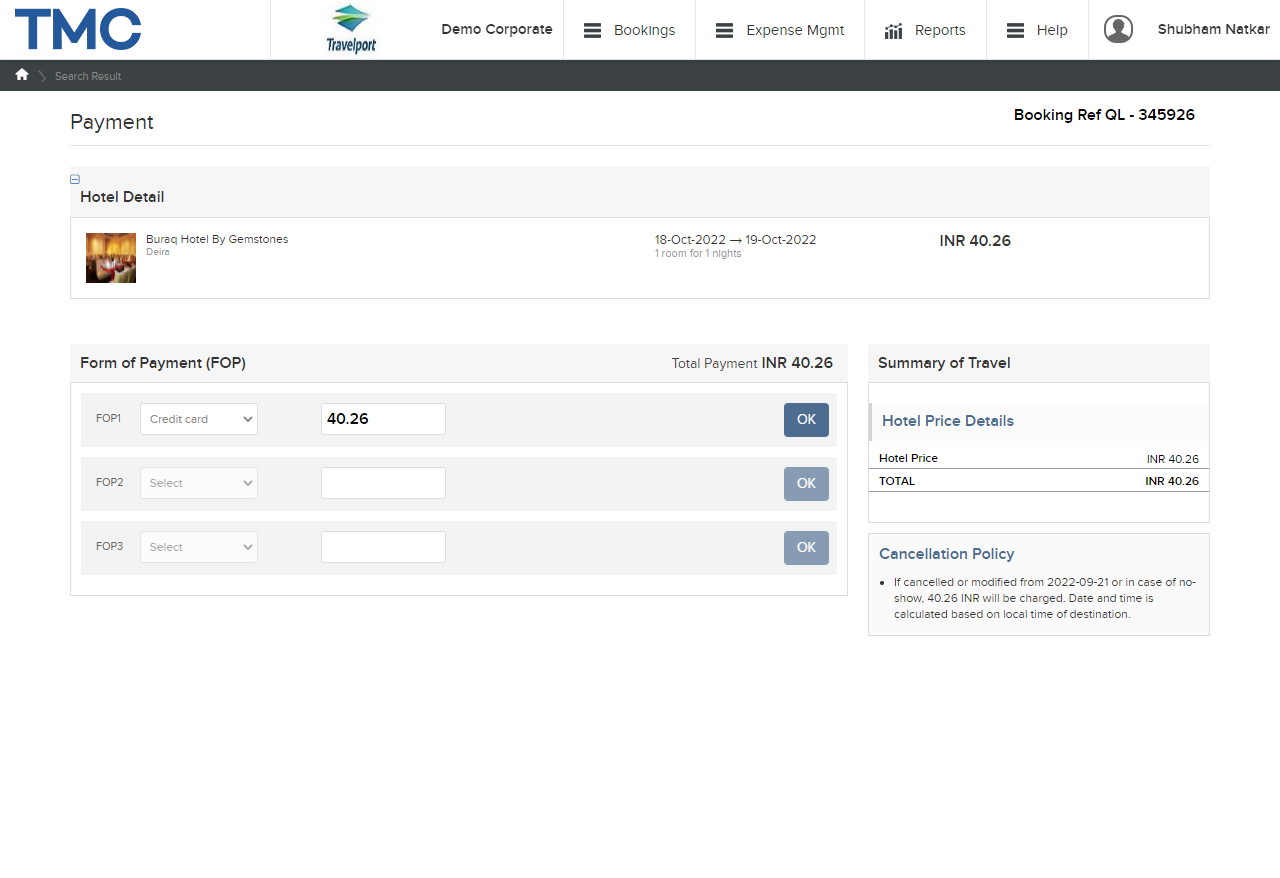 TMC
Travelport
Demo Corporate
Bookings
Expense Mgmt
Reports
Help
Shubham Natkar
Search Result
Payment
Booking Ref QL - 345926
Hotel Detail
Buraq Hotel By Gemstones
Deira
18-Oct-2022 → 19-Oct-2022
1 room for 1 nights
INR 40.26
Form of Payment (FOP)
Total Payment INR 40.26
FOP1
Credit card
40.26
OK
FOP2
Select
OK
FOP3
Select
OK
Summary of Travel
Hotel Price Details
Hotel Price
INR 40.26
TOTAL
INR 40.26
Cancellation Policy
If cancelled or modified from 2022-09-21 or in case of no-
show, 40.26 INR will be charged. Date and time is
calculated based on local time of destination.